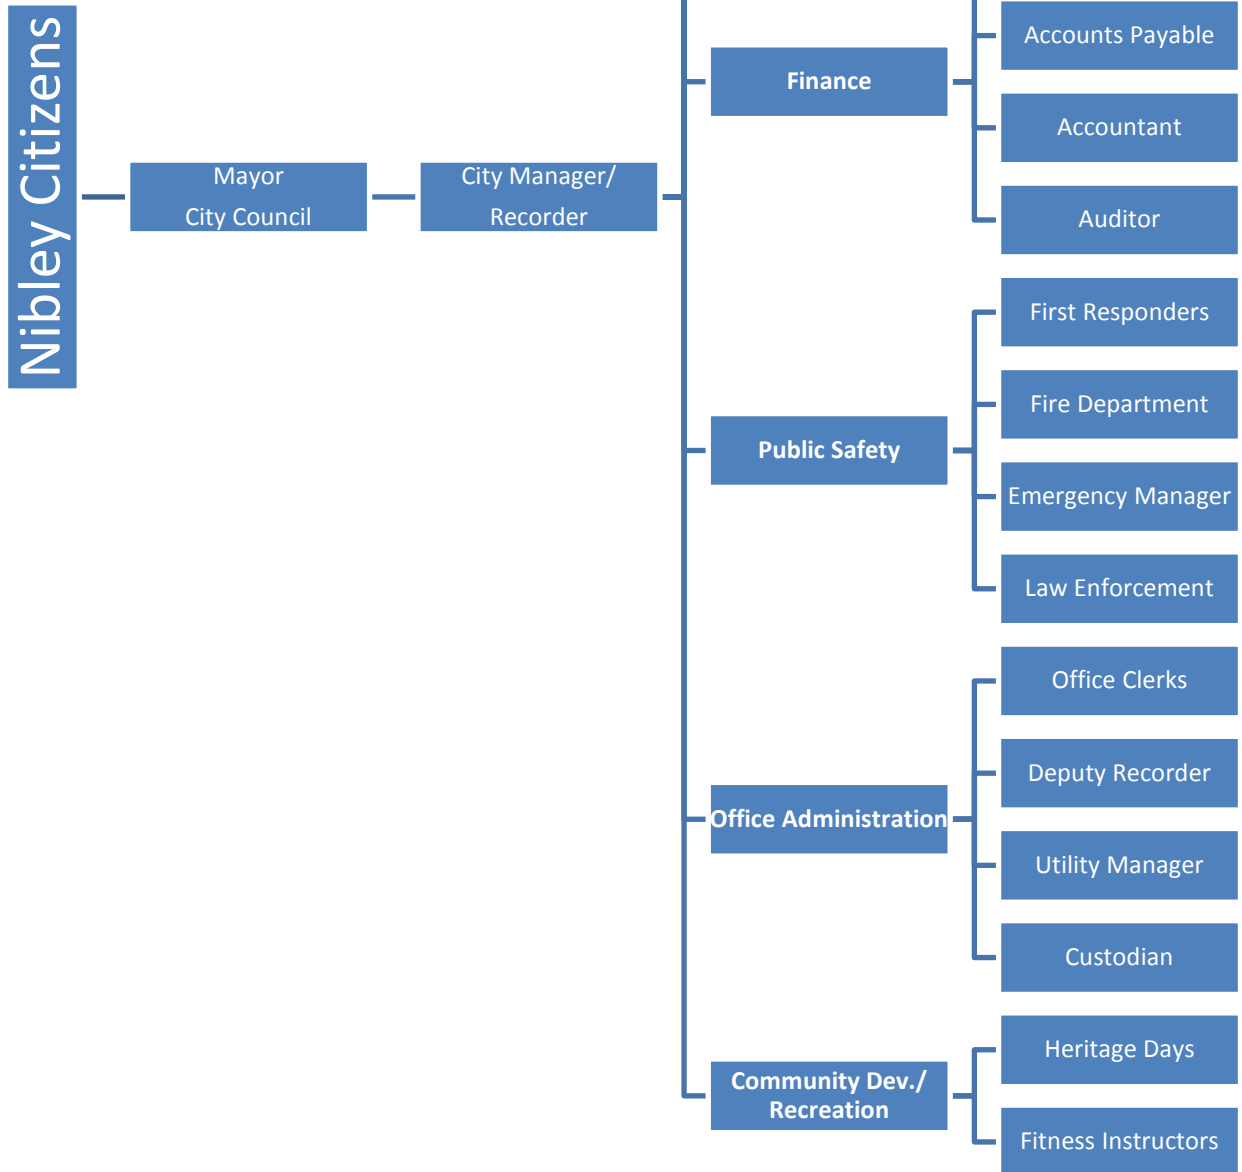 Nibley Citizens
Mayor
City Council
City Manager/
Recorder
Finance
Accounts Payable
Accountant
Auditor
Public Safety
First Responders
Fire Department
Emergency Manager
Law Enforcement
Office Administration
Office Clerks
Deputy Recorder
Utility Manager
Custodian
Community Dev./
Recreation
Heritage Days
Fitness Instructors